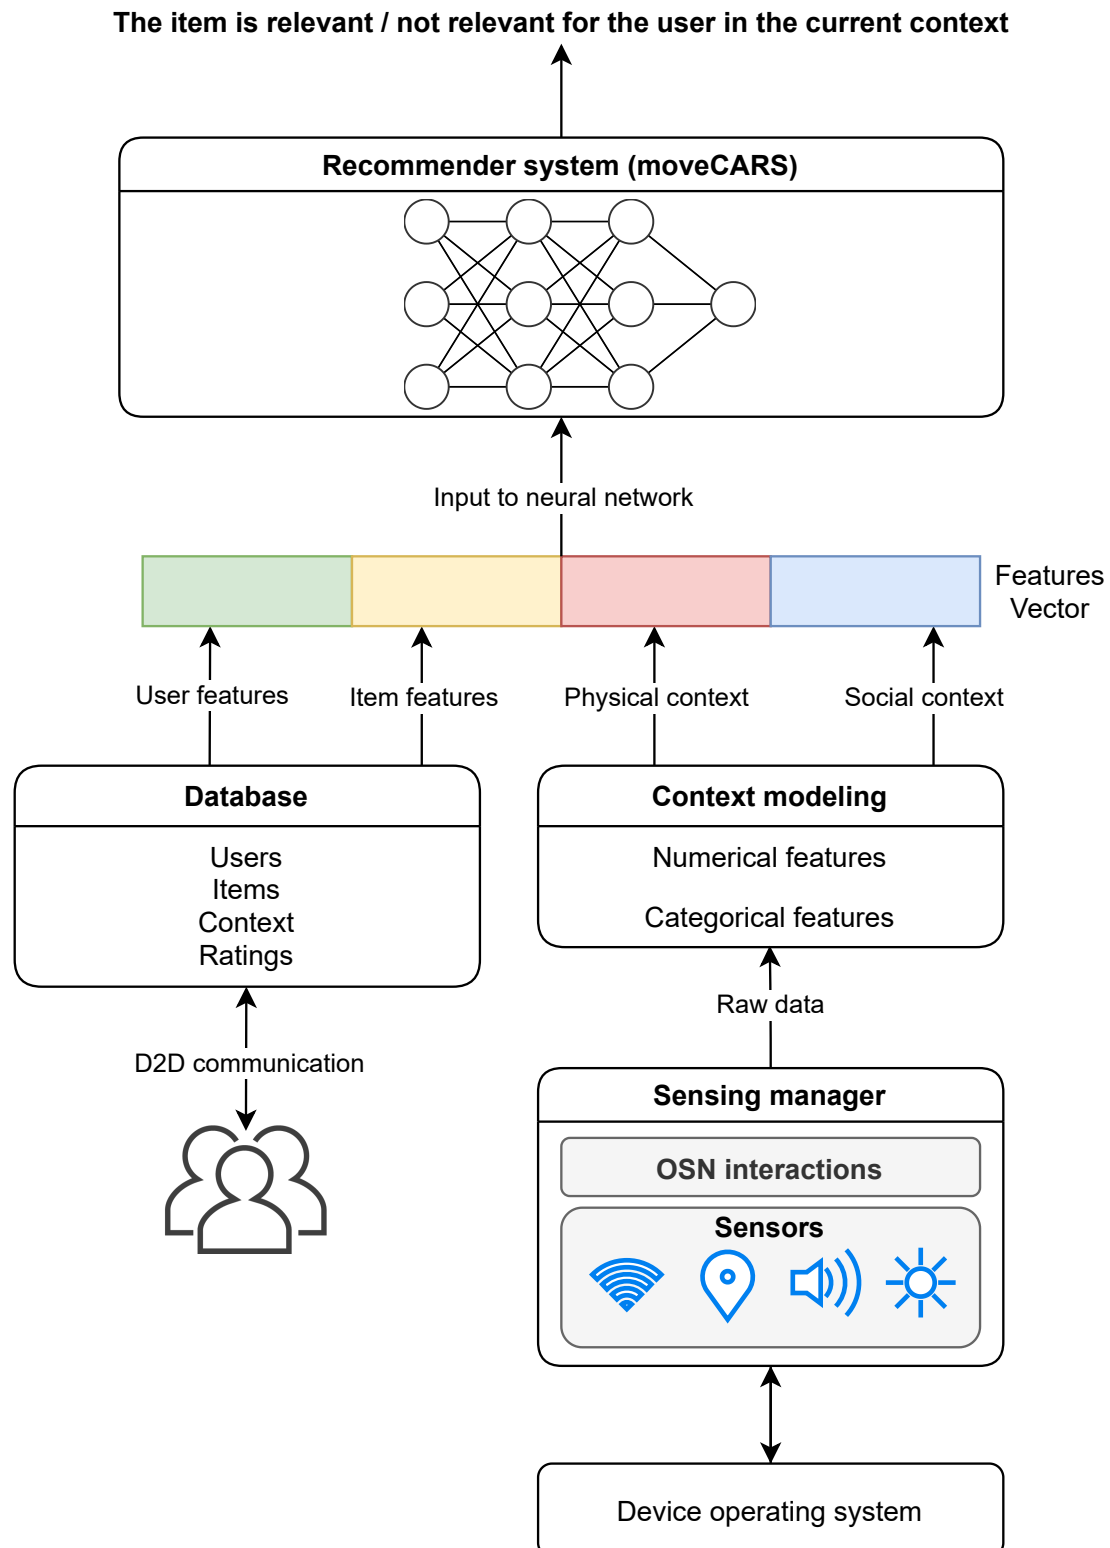 The item is relevant / not relevant for the user in the current context
Recommender system (moveCARS)
Input to neural network
Features
Vector
User features
Item features
Physical context
Social context
Database
Users
Items
Context
Ratings
Context modeling
Numerical features
Categorical features
D2D communication
Raw data
Sensing manager
OSN interactions
Sensors
Device operating system